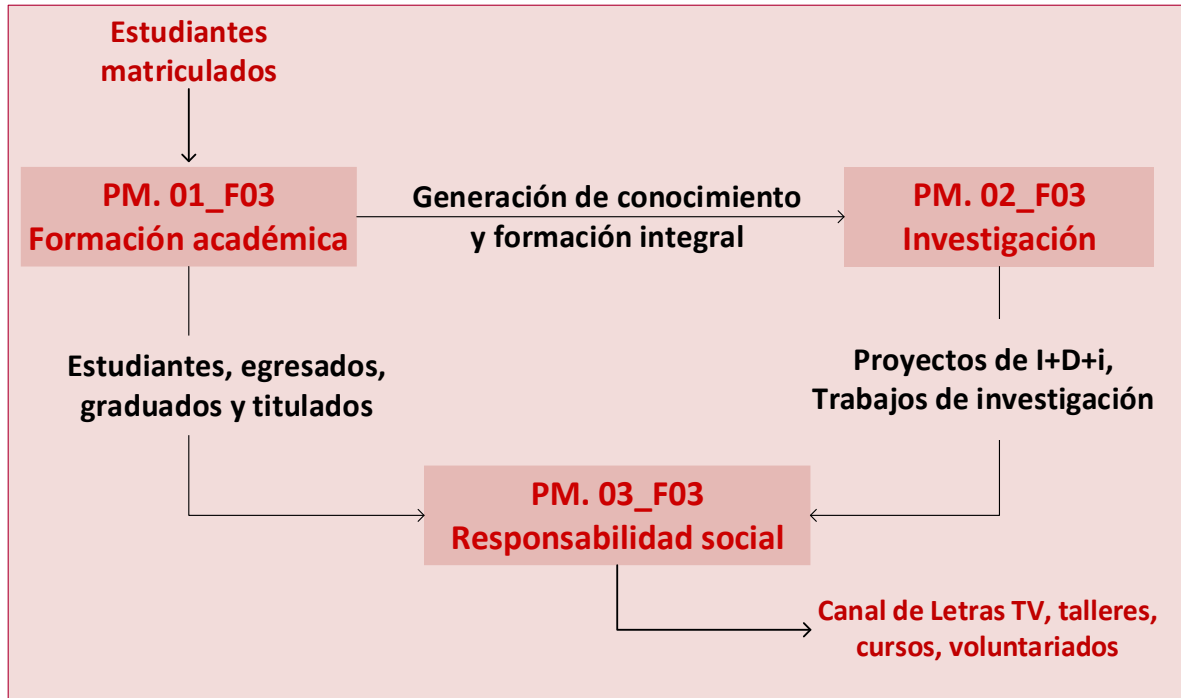 Estudiantes
matriculados
PM. 01_F03
Formación académica
Generación de conocimiento
y formación integral
PM. 02_F03
Investigación
Estudiantes, egresados,
graduados y titulados
Proyectos de I+D+i,
Trabajos de investigación
PM. 03_F03
Responsabilidad social
Canal de Letras TV, talleres,
cursos, voluntariados